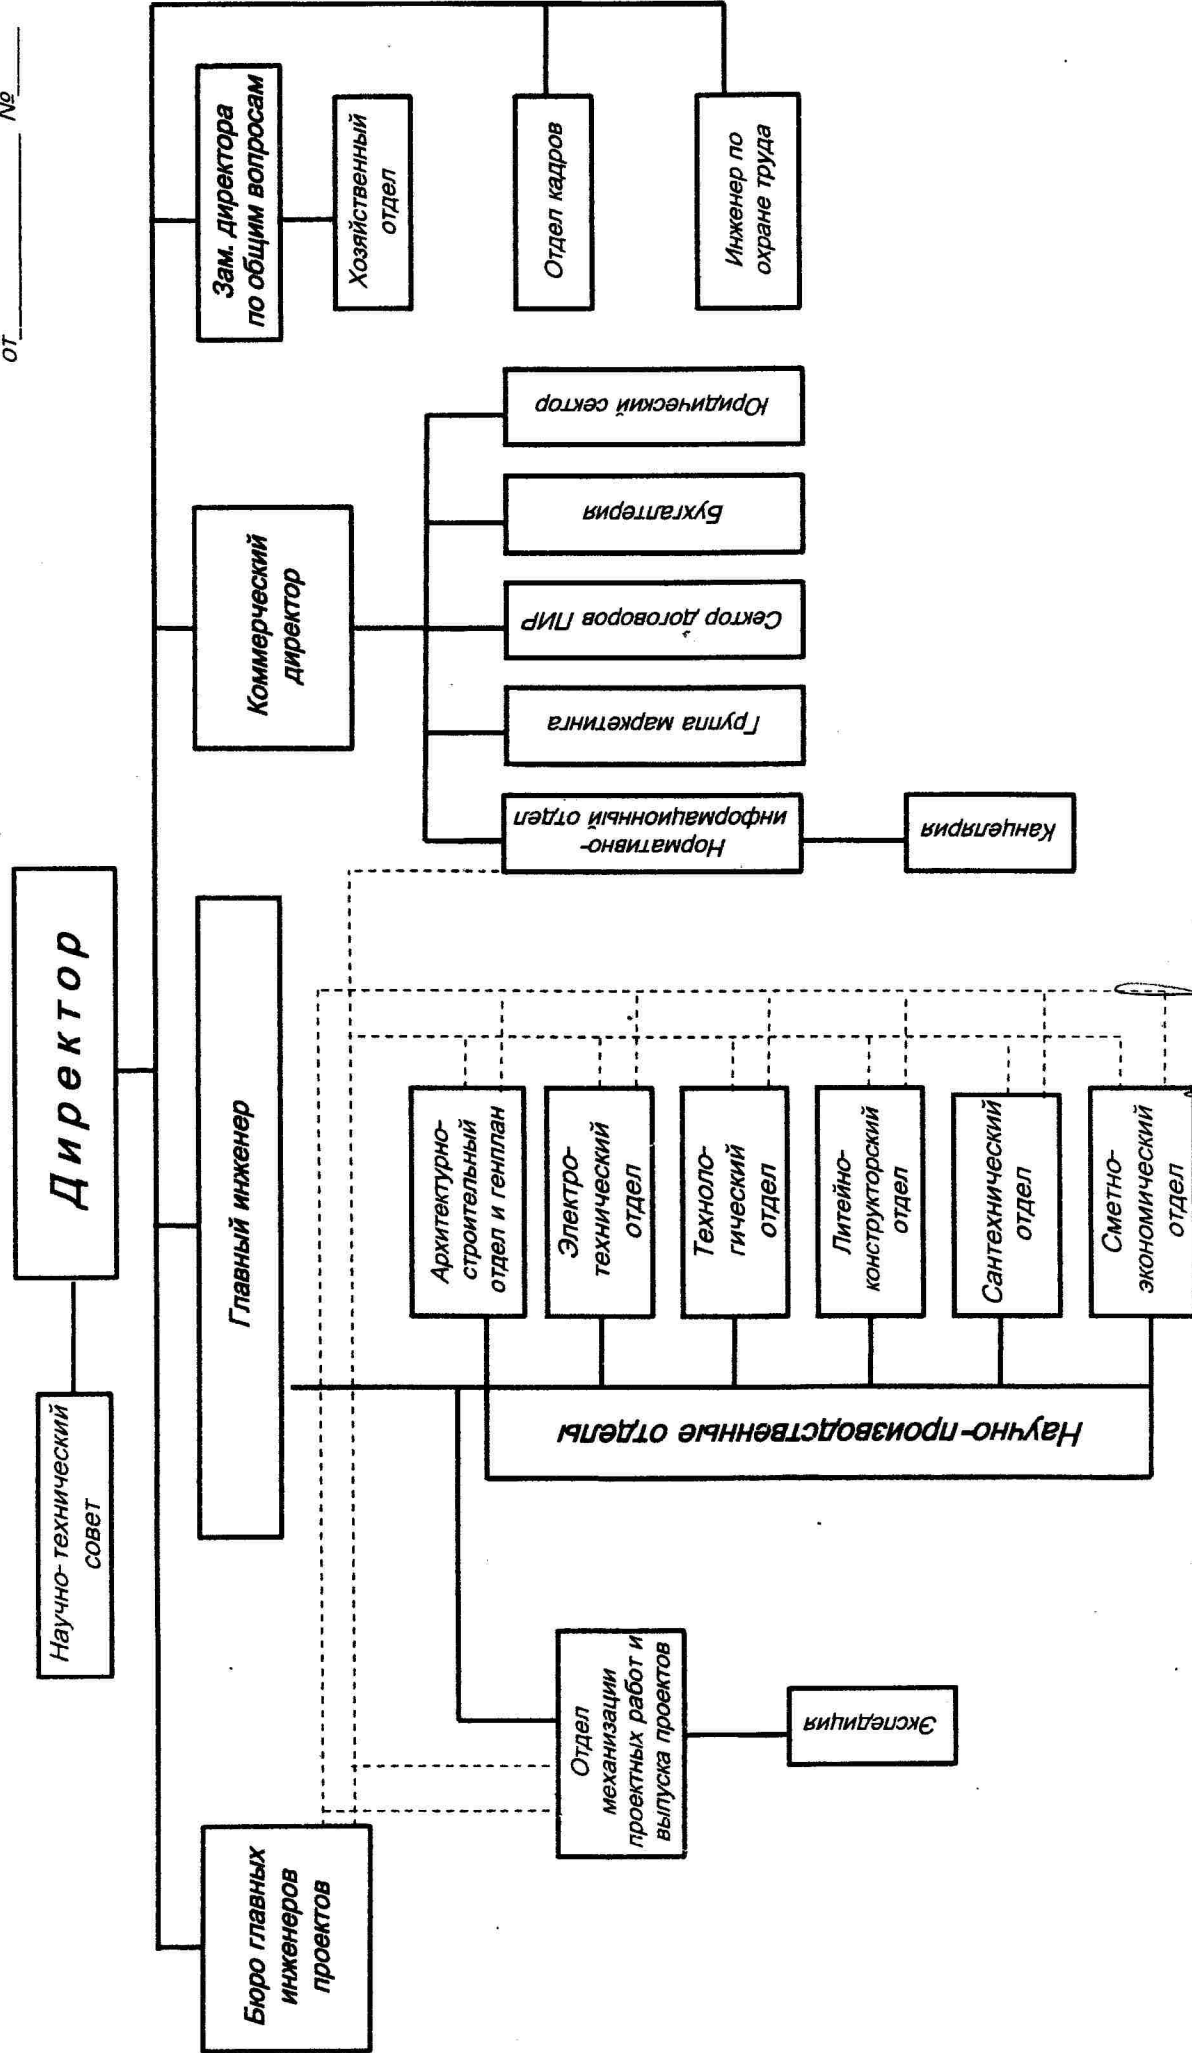 от__________ №_____
Директор
Научно-технический
совет
Бюро главных
инженеров
проектов
Главный инженер
Коммерческий
директор
Зам. директора
по общим вопросам
Хозяйственный
отдел
Отдел кадров
Инженер по
охране труда
Отдел
механизации
проектных работ и
выпуска проектов
Экспедиция
Научно-производственные отделы
Архитектурно-
строительный
отдел и генплан
Электро-
технический
отдел
Техноло-
гический
отдел
Литейно-
конструкторский
отдел
Сантехнический
отдел
Сметно-
экономический
отдел
Нормативно-
информационный отдел
Группа маркетинга
Сектор договоров ПИР
Бухгалтерия
Юридический сектор
Канцелярия